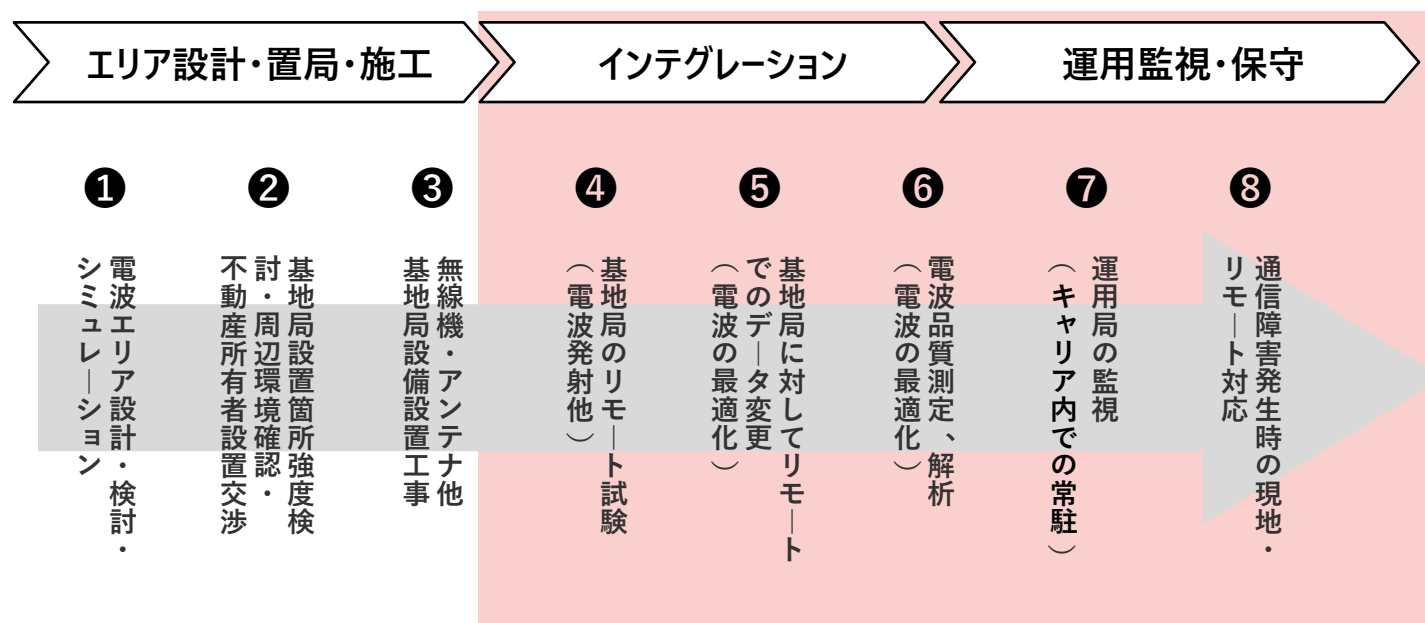 エリア設計・置局・施工
インテグレーション
運用監視・保守
❶
❷
❸
❹
❺
❻
❼
❽
電波エリア設計・検討・
シミュレーション
基地局設置箇所強度検
討・周辺環境確認・
不動産所有者設置交渉
無線機・アンテナ他
基地局設備設置工事
基地局のリモート試験
（電波発射他）
基地局に対してリモート
でのデータ変更
（電波の最適化）
電波品質測定、解析
（電波の最適化）
運用局の監視
（キャリア内での常駐）
通信障害発生時の現地・
リモート対応